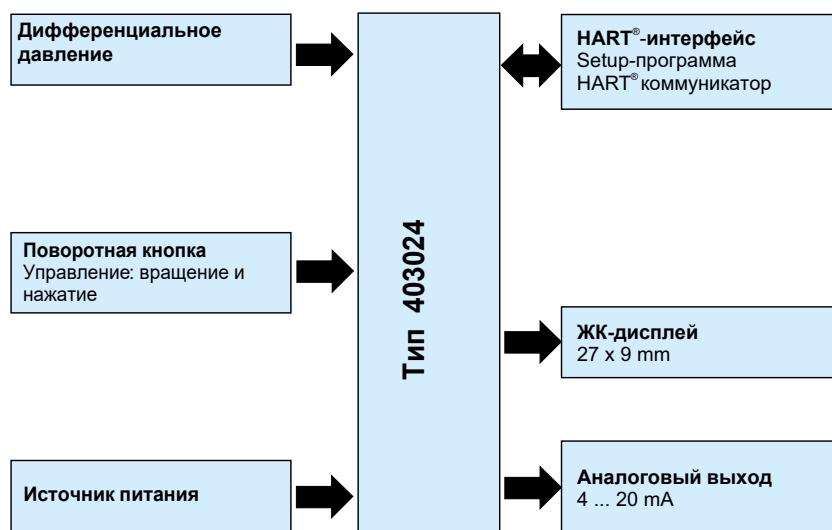 Дифференциальное
давление
HART®-интерфейс
Setup-программа
HART® коммуникатор
Поворотная кнопка
Управление: вращение и
нажатие
Тип 403024
ЖК-дисплей
27 x 9 mm
Источник питания
Аналоговый выход
4 ... 20 mA